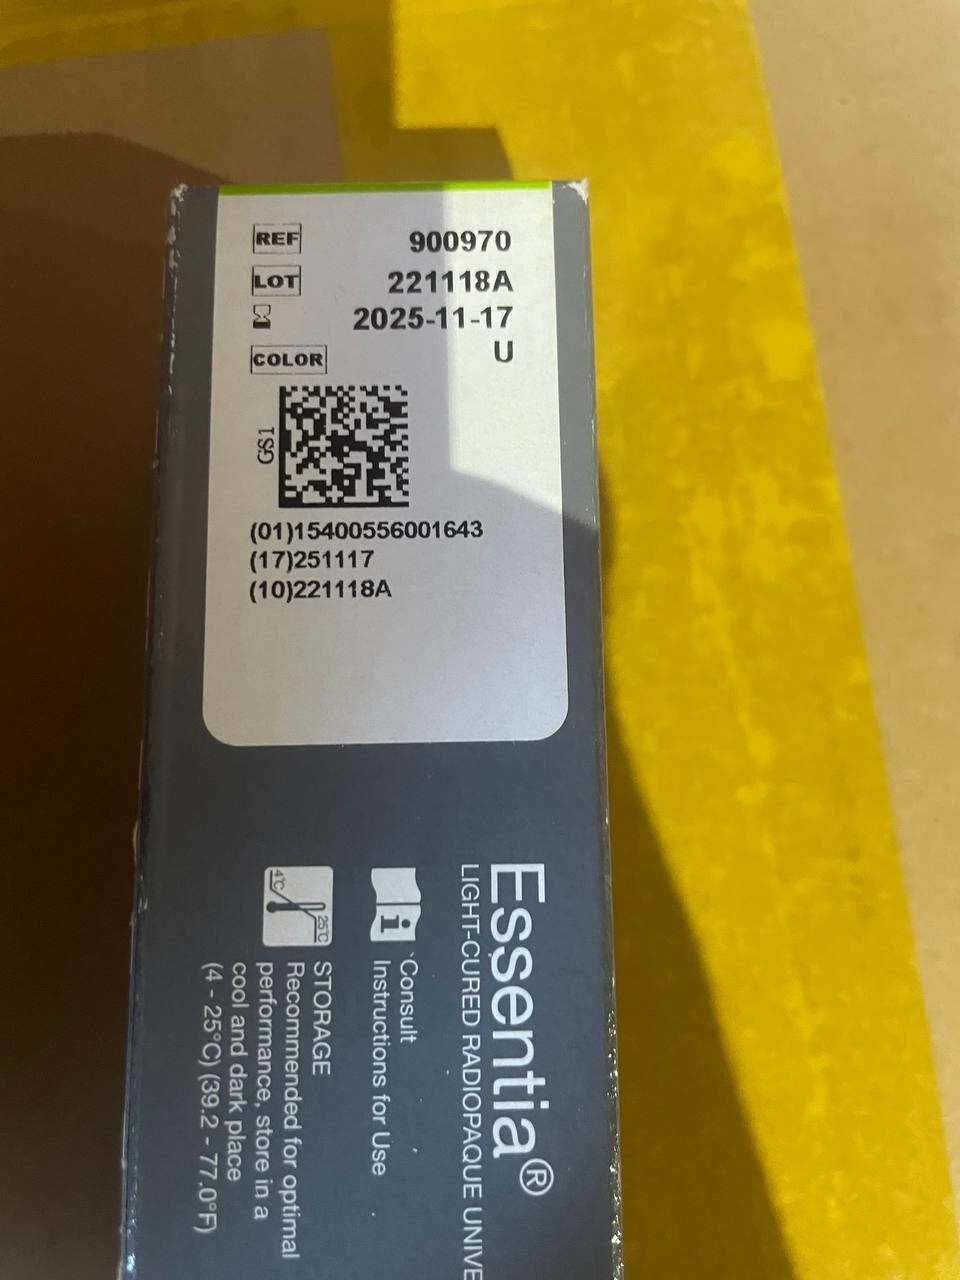 REF 900970
LOT 221118A
2025-11-17
COLOR U
GS1
(01)15400556001643
(17)251117
(10)221118A
Essentia®
LIGHT-CURED RADIOPAQUE
Consult
Instructions for Use
4°C
25°C
STORAGE
Recommended for optimal
performance, store in a
cool and dark place
(4 - 25°C) (39.2 - 77.0°F)